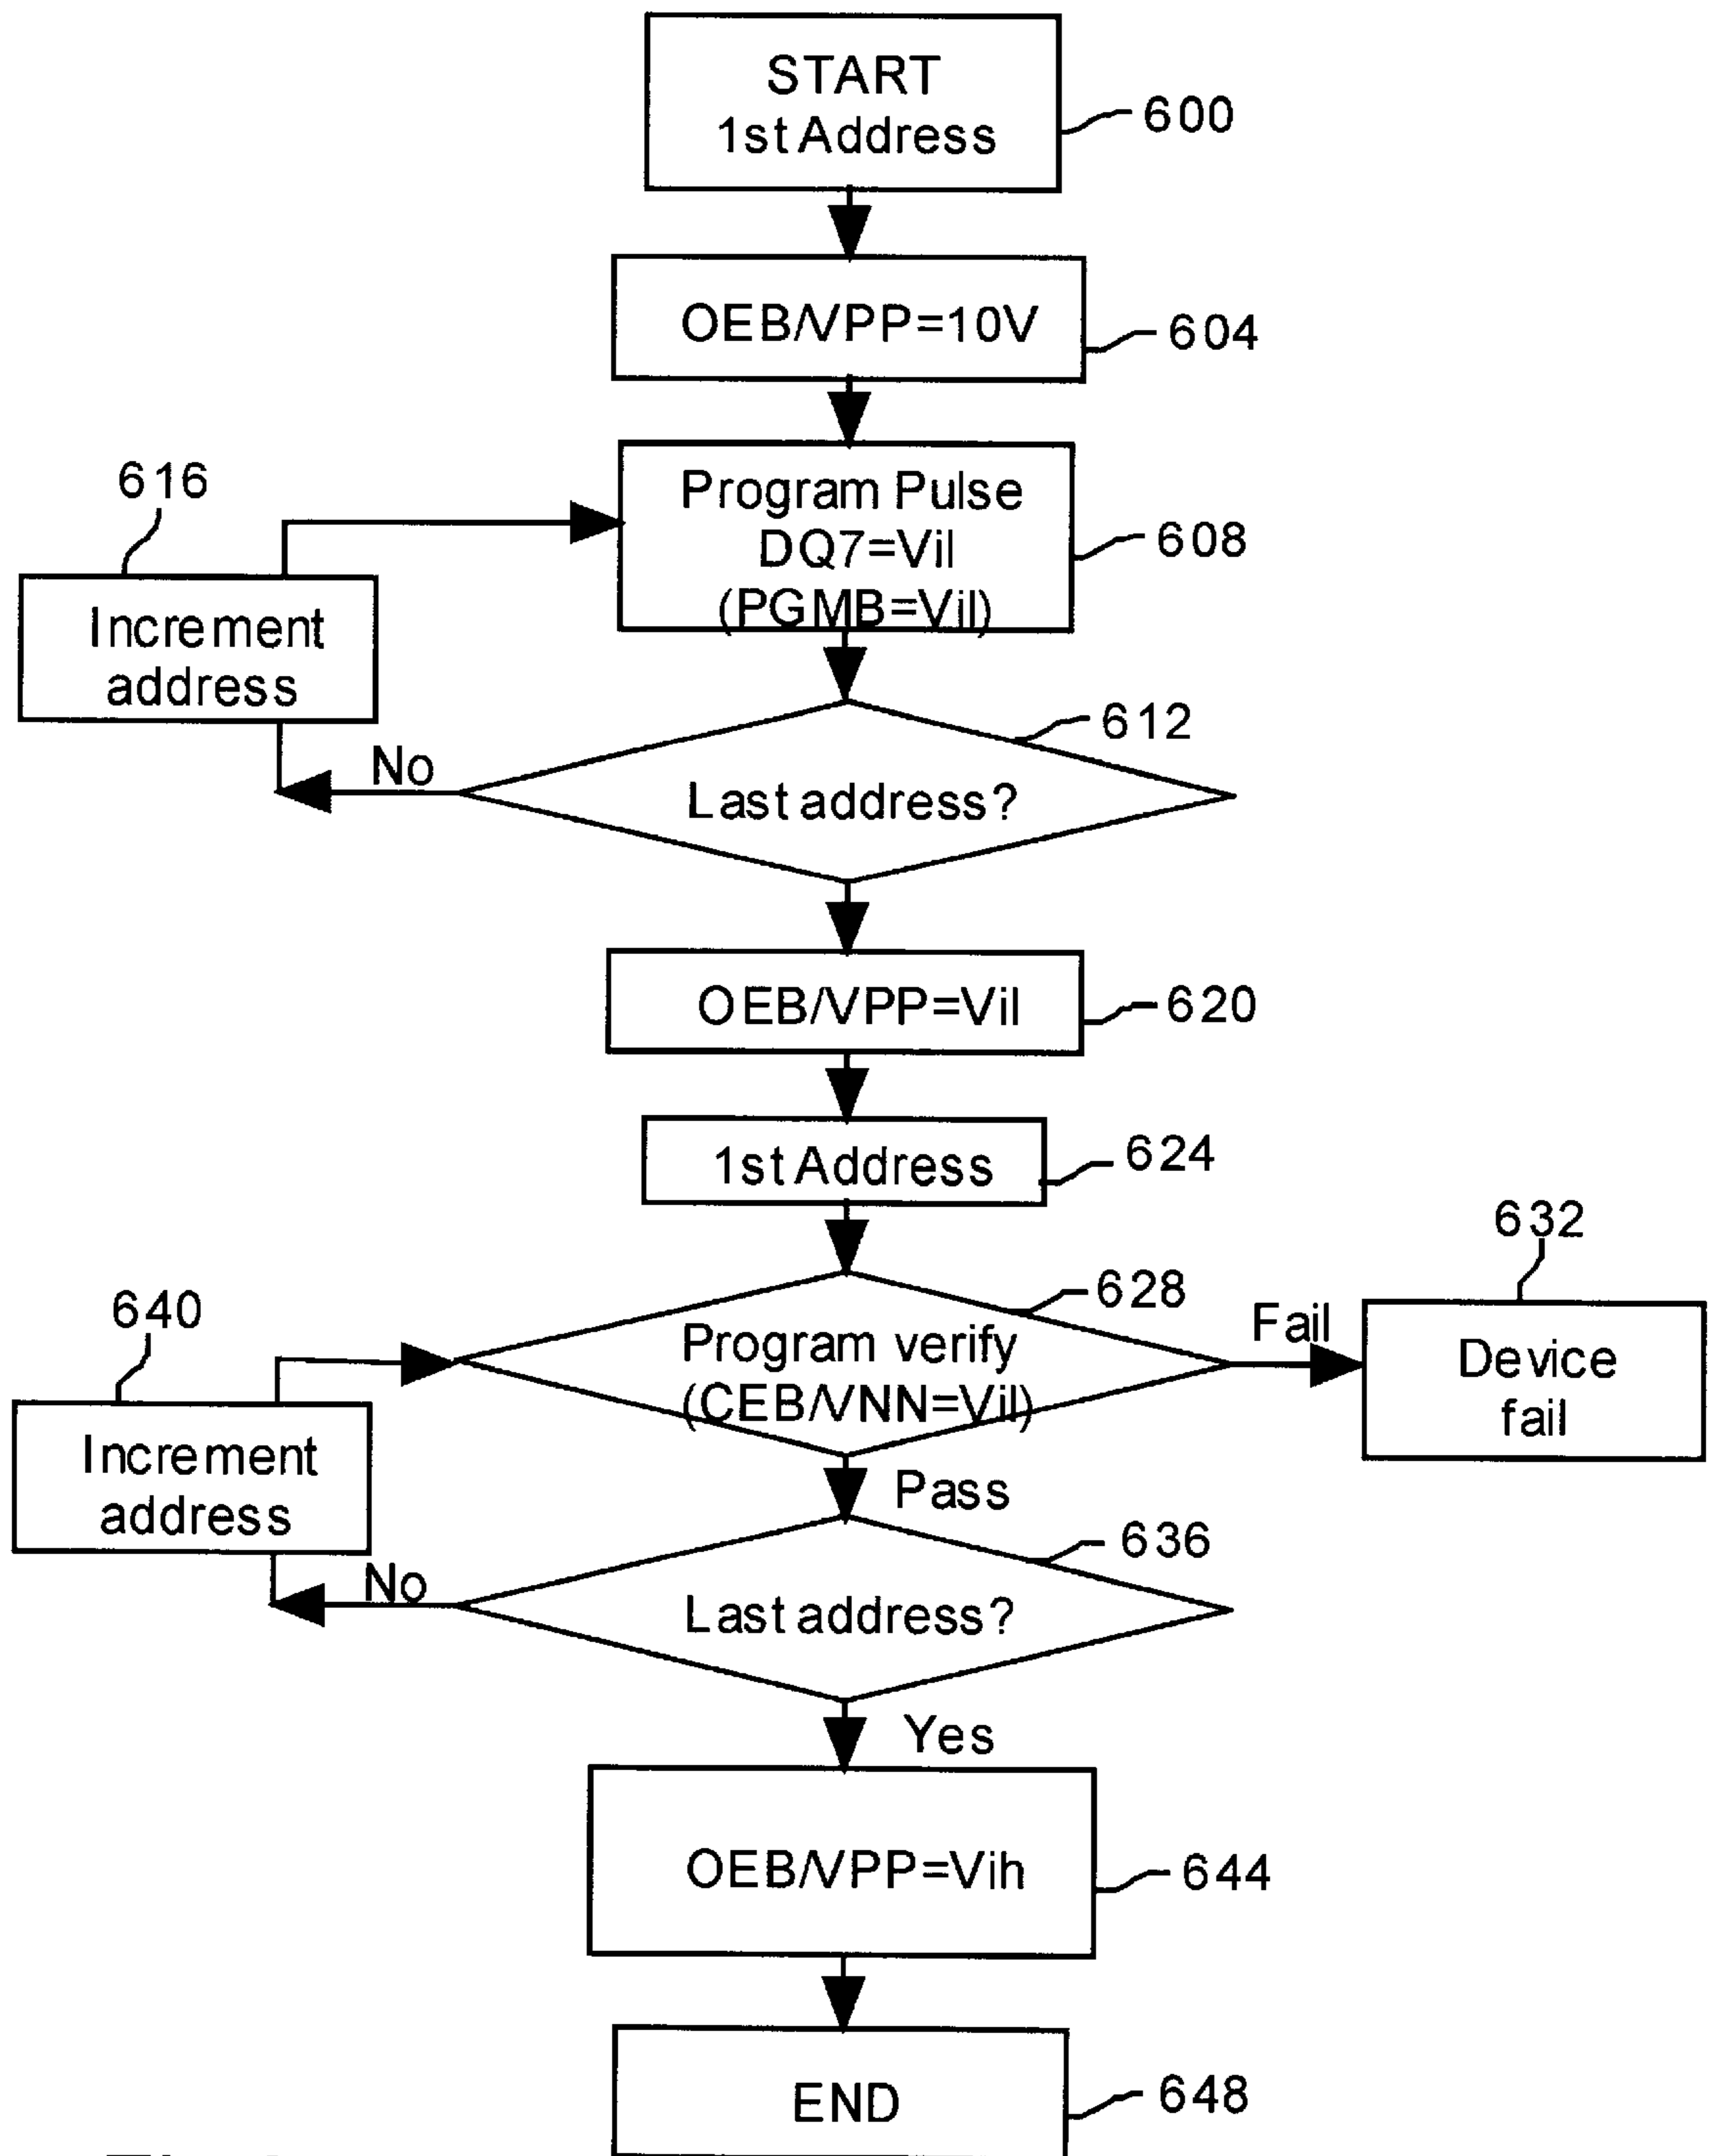 START
1st Address
600
OEB/VPP=10V
604
616
Program Pulse
DQ7=Vil
(PGMB=Vil)
608
Increment
address
612
No
Last address?
OEB/VPP=Vil
620
1st Address
624
632
628
640
Program verify
(CEB/VNN=Vil)
Fail
Device
fail
Increment
address
Pass
636
No
Last address?
Yes
OEB/VPP=Vih
644
END
648